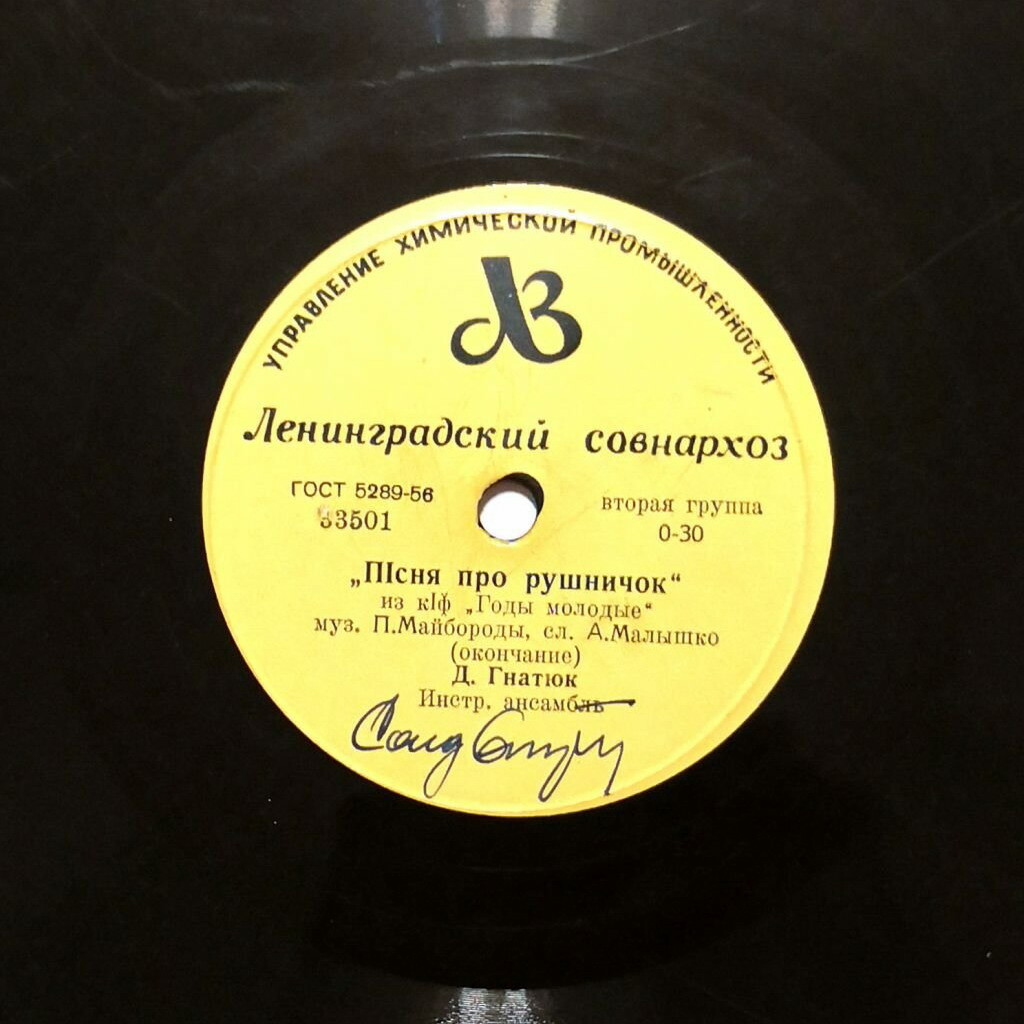 УПРАВЛЕНИЕ ХИМИЧЕСКОЙ ПРОМЫШЛЕННОСТИ
ЛЗ
Ленинградский совнархоз
ГОСТ 5289-56
33501
вторая группа
0-30
„ПІсня про рушничок“
из кІф „Годы молодые“
муз. П.Майбороды, сл. А.Малышко
(окончание)
Д. Гнатюк
Инстр. ансамбль